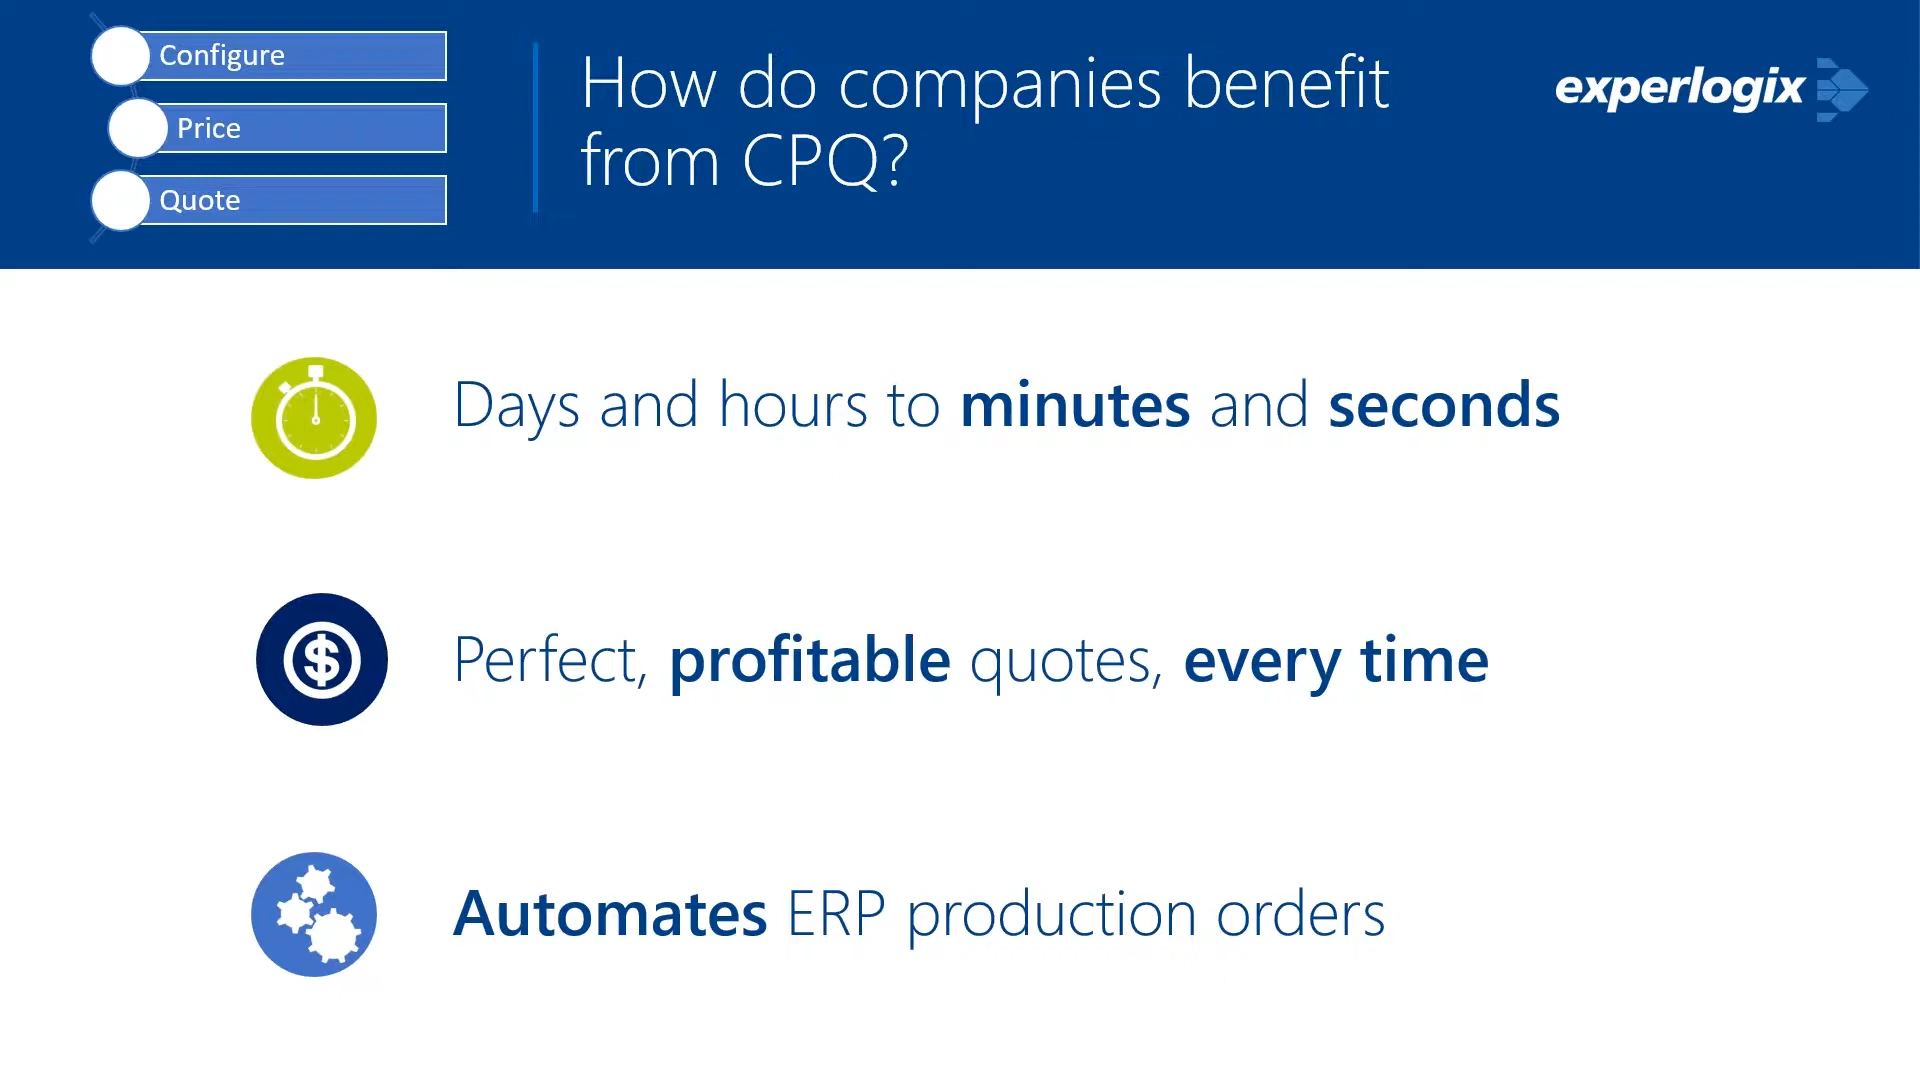 Configure
Price
Quote
How do companies benefit
from CPQ?
experlogix
Days and hours to minutes and seconds
$
Perfect, profitable quotes, every time
Automates ERP production orders